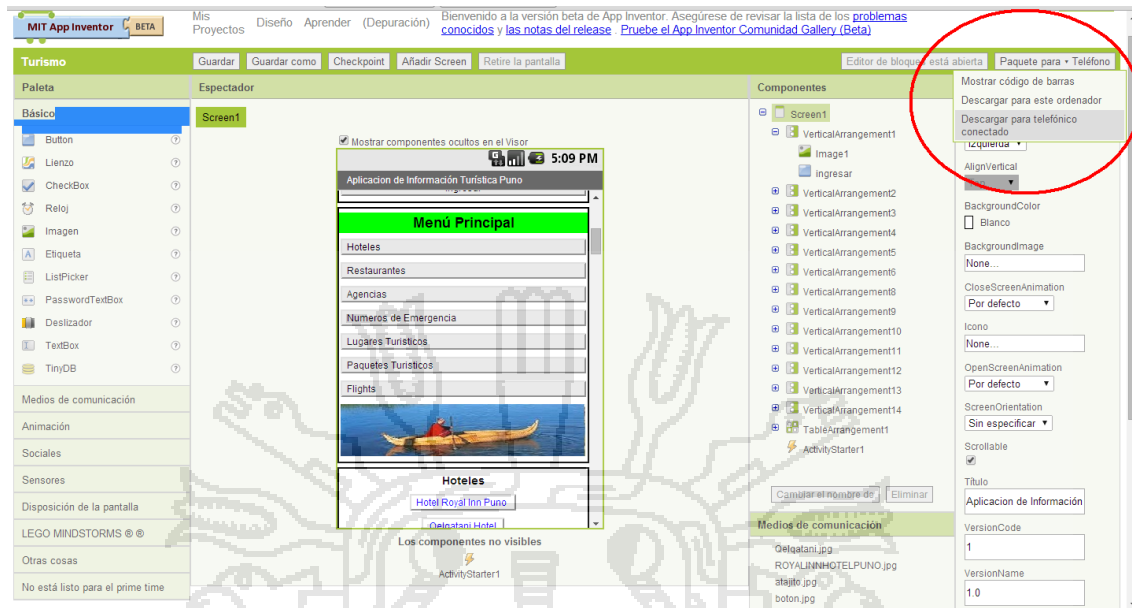 MIT App Inventor BETA
Mis Proyectos Diseño Aprender (Depuración)
Bienvenido a la versión beta de App Inventor. Asegúrese de revisar la lista de los problemas
conocidos y las notas del release . Pruebe el App Inventor Comunidad Gallery (Beta)
Turismo
Guardar Guardar como Checkpoint Añadir Screen Retire la pantalla
Editor de bloques está abierta Paquete para Teléfono
Mostrar código de barras
Descargar para este ordenador
Descargar para telefónico
conectado
Paleta
Básico
Button
Lienzo
CheckBox
Reloj
Imagen
Etiqueta
ListPicker
PasswordTextBox
Deslizador
TextBox
TinyDB
Medios de comunicación
Animación
Sociales
Sensores
Disposición de la pantalla
LEGO MINDSTORMS ® ®
Otras cosas
No está listo para el prime time
Espectador
Screen1
Mostrar componentes ocultos en el Visor
5:09 PM
Aplicacion de Información Turística Puno
Ingresar
Menú Principal
Hoteles
Restaurantes
Agencias
Numeros de Emergencia
Lugares Turisticos
Paquetes Turisticos
Flights
Hoteles
Hotel Royal Inn Puno
Qelqatani Hotel
Los componentes no visibles
ActivityStarter1
Componentes
Screen1
VerticalArrangement1
Image1
ingresar
VerticalArrangement2
VerticalArrangement3
VerticalArrangement4
VerticalArrangement5
VerticalArrangement6
VerticalArrangement8
VerticalArrangement9
VerticalArrangement10
VerticalArrangement11
VerticalArrangement12
VerticalArrangement13
VerticalArrangement14
TableArrangement1
ActivityStarter1
Cambiar el nombre de Eliminar
Medios de comunicación
Qelqatani.jpg
ROYALINNHOTELPUNO.jpg
atajito.jpg
boton.jpg
Izquierda
AlignVertical
BackgroundColor
Blanco
BackgroundImage
None...
CloseScreenAnimation
Por defecto
Icono
None...
OpenScreenAnimation
Por defecto
ScreenOrientation
Sin especificar
Scrollable
Título
Aplicacion de Información
VersionCode
1
VersionName
1.0